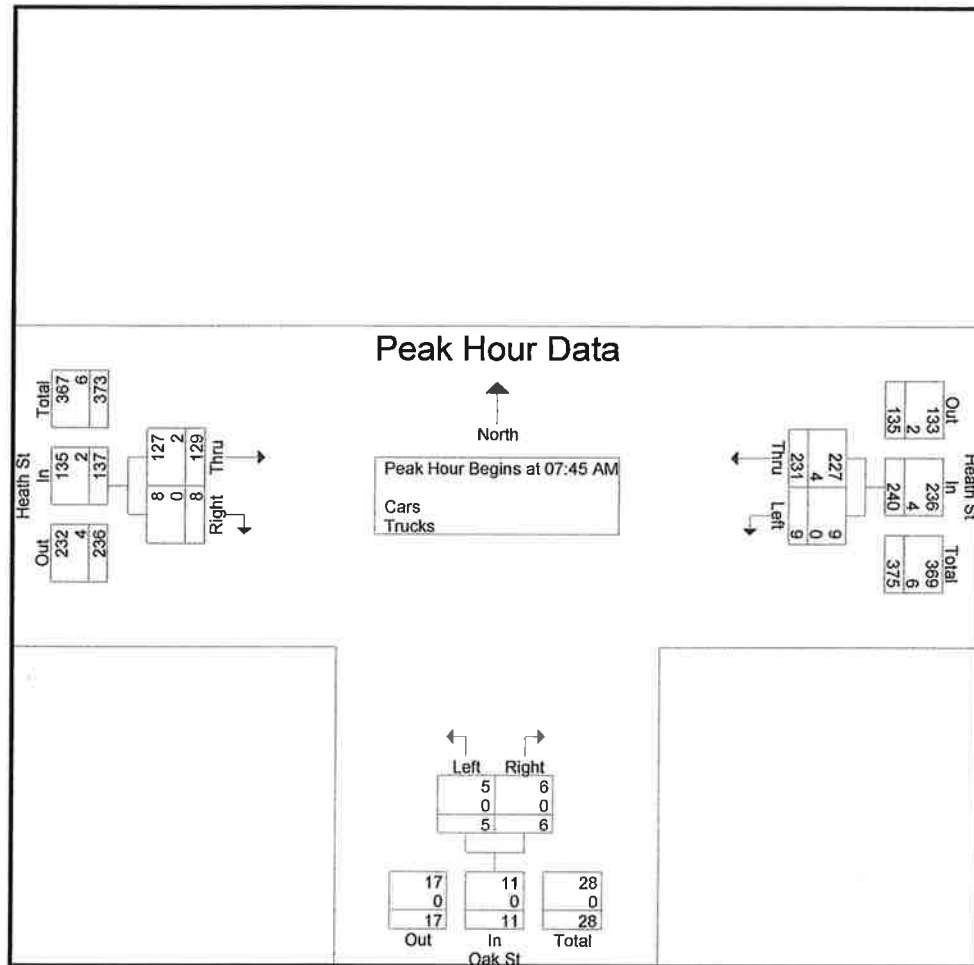 Peak Hour Data
North
Peak Hour Begins at 07:45 AM
Cars
Trucks
Heath St
Total
367
6
373
In
135
2
137
Out
232
4
236
Thru
127
2
129
Right
8
0
8
Heath St
Out
133
2
135
In
236
4
240
Total
369
6
375
Thru
227
4
231
Left
9
0
9
Left Right
5 6
0 0
5 6
17 11 28
0 0 0
17 11 28
Out In Total
Oak St